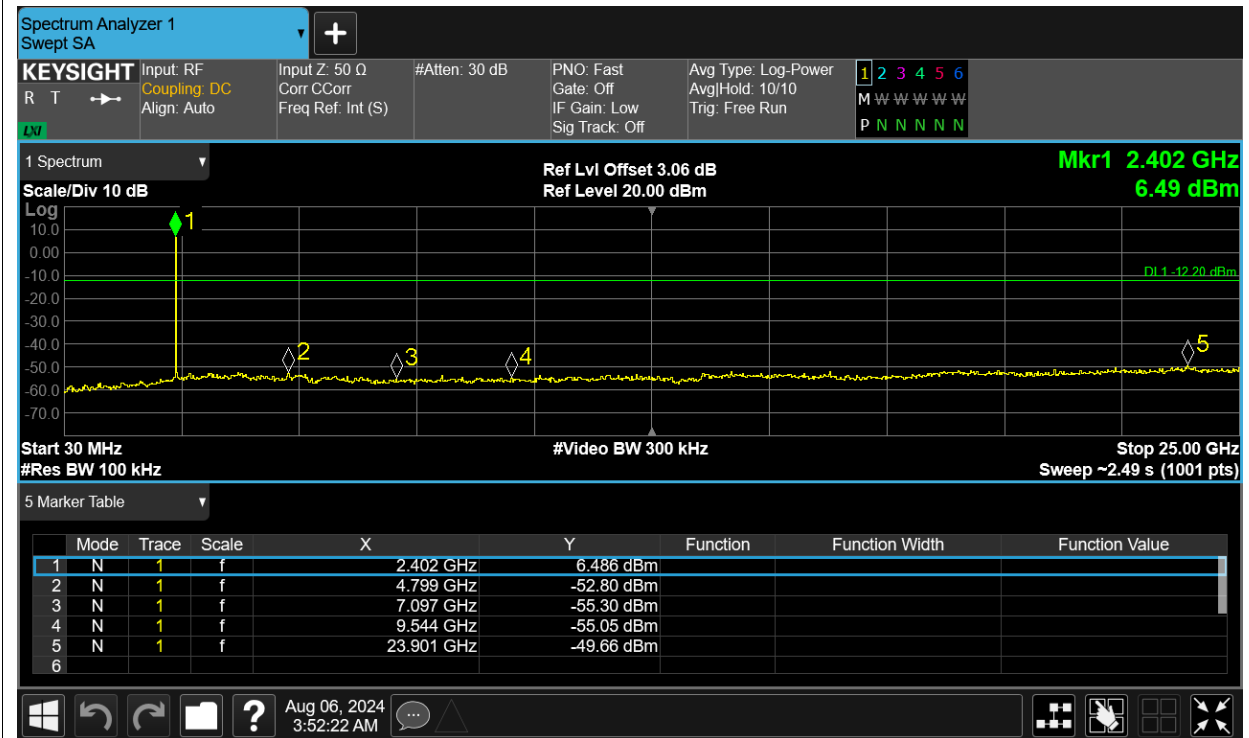 Spectrum Analyzer 1
Swept SA
+
KEYSIGHT Input: RF Input Z: 50 Ω #Atten: 30 dB PNO: Fast Avg Type: Log-Power 1 2 3 4 5 6
R T Coupling: DC Corr CCorr Gate: Off Avg|Hold: 10/10 M W W W W W
Align: Auto Freq Ref: Int (S) IF Gain: Low Trig: Free Run
LXI Sig Track: Off P N N N N N
1 Spectrum
Ref Lvl Offset 3.06 dB Mkr1 2.402 GHz
Scale/Div 10 dB Ref Level 20.00 dBm 6.49 dBm
Log
1
10.0
0.00
-10.0 DL1 -12.20 dBm
-20.0
-30.0
-40.0
2 3 4 5
-50.0
-60.0
-70.0
Start 30 MHz #Video BW 300 kHz Stop 25.00 GHz
#Res BW 100 kHz Sweep ~2.49 s (1001 pts)
5 Marker Table
Mode Trace Scale X Y Function Function Width Function Value
1 N 1 f 2.402 GHz 6.486 dBm
2 N 1 f 4.799 GHz -52.80 dBm
3 N 1 f 7.097 GHz -55.30 dBm
4 N 1 f 9.544 GHz -55.05 dBm
5 N 1 f 23.901 GHz -49.66 dBm
6
? Aug 06, 2024
3:52:22 AM